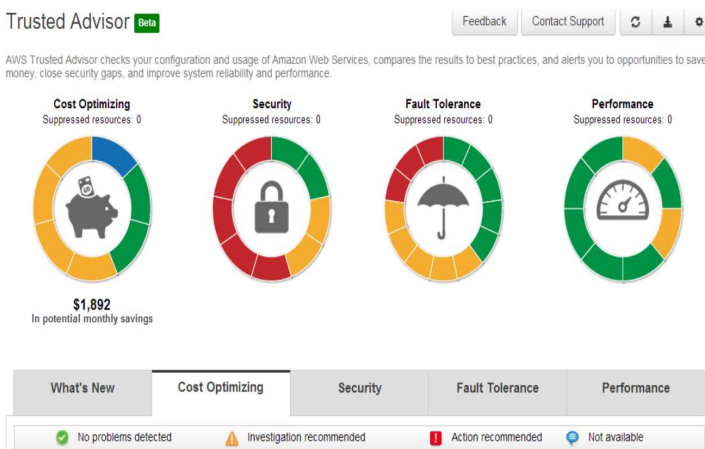 Trusted Advisor Beta
Feedback
Contact Support
AWS Trusted Advisor checks your configuration and usage of Amazon Web Services, compares the results to best practices, and alerts you to opportunities to save
money, close security gaps, and improve system reliability and performance.
Cost Optimizing
Suppressed resources: 0
Security
Suppressed resources: 0
Fault Tolerance
Suppressed resources: 0
Performance
Suppressed resources: 0
$
$1,892
In potential monthly savings
What's New
Cost Optimizing
Security
Fault Tolerance
Performance
No problems detected
Investigation recommended
Action recommended
Not available